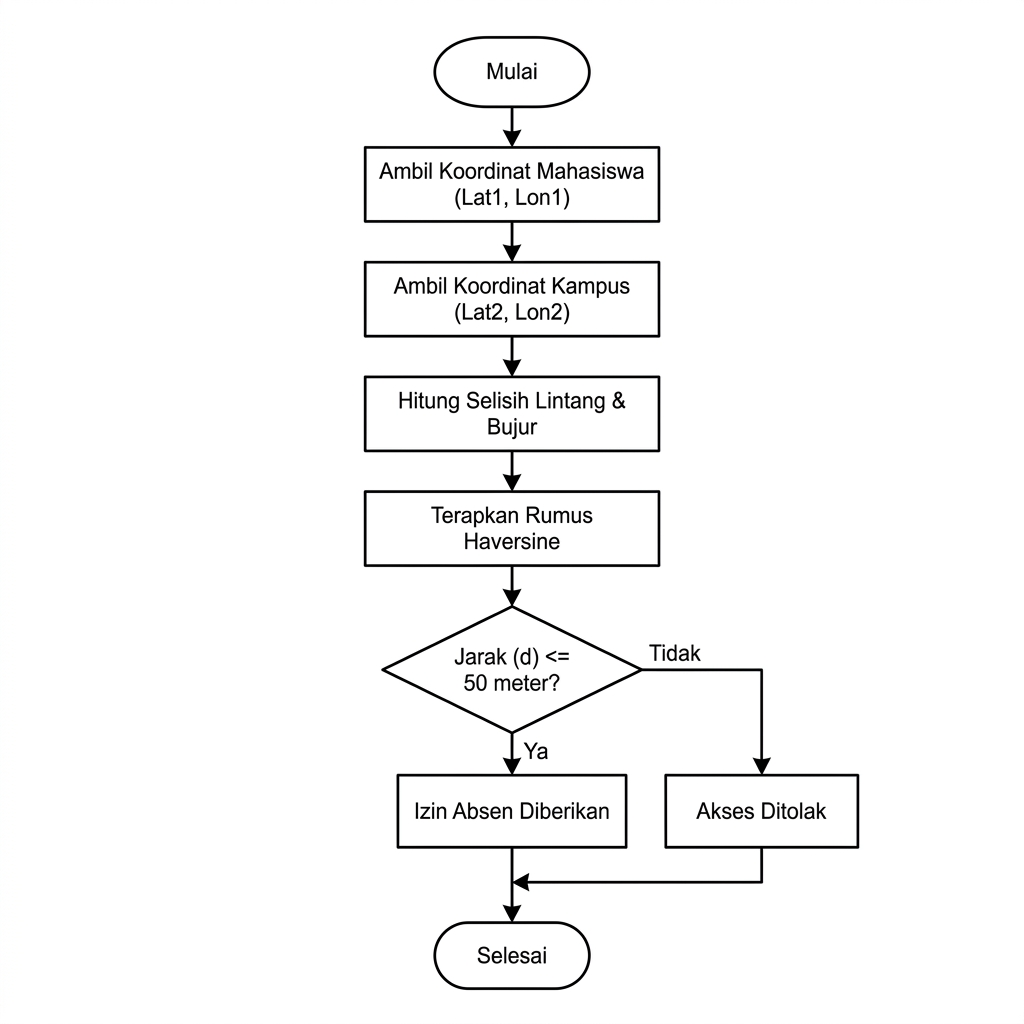 Mulai
Ambil Koordinat Mahasiswa
(Lat1, Lon1)
Ambil Koordinat Kampus
(Lat2, Lon2)
Hitung Selisih Lintang &
Bujur
Terapkan Rumus
Haversine
Jarak (d) <=
50 meter?
Tidak
Ya
Izin Absen Diberikan
Akses Ditolak
Selesai